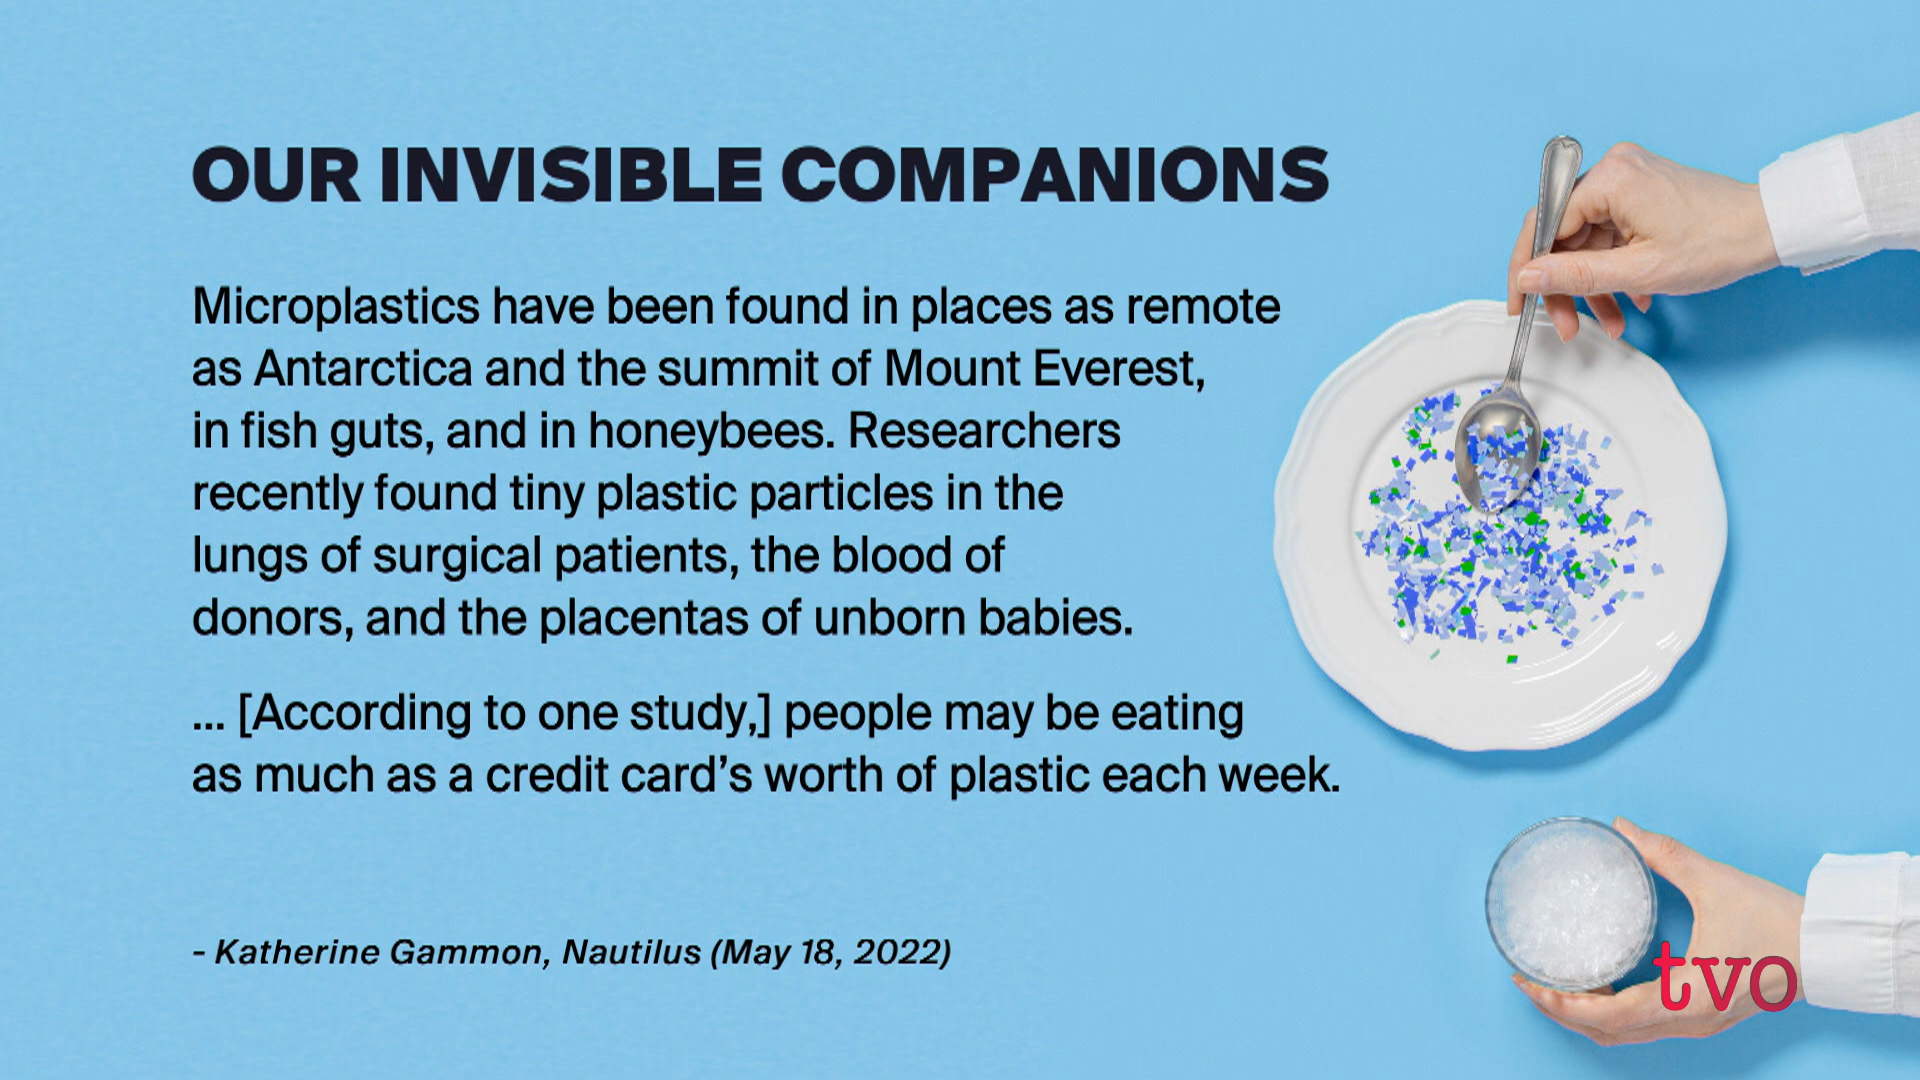 OUR INVISIBLE COMPANIONS
Microplastics have been found in places as remote
as Antarctica and the summit of Mount Everest,
in fish guts, and in honeybees. Researchers
recently found tiny plastic particles in the
lungs of surgical patients, the blood of
donors, and the placentas of unborn babies.
... [According to one study,] people may be eating
as much as a credit card’s worth of plastic each week.
- Katherine Gammon, Nautilus (May 18, 2022)
tvo